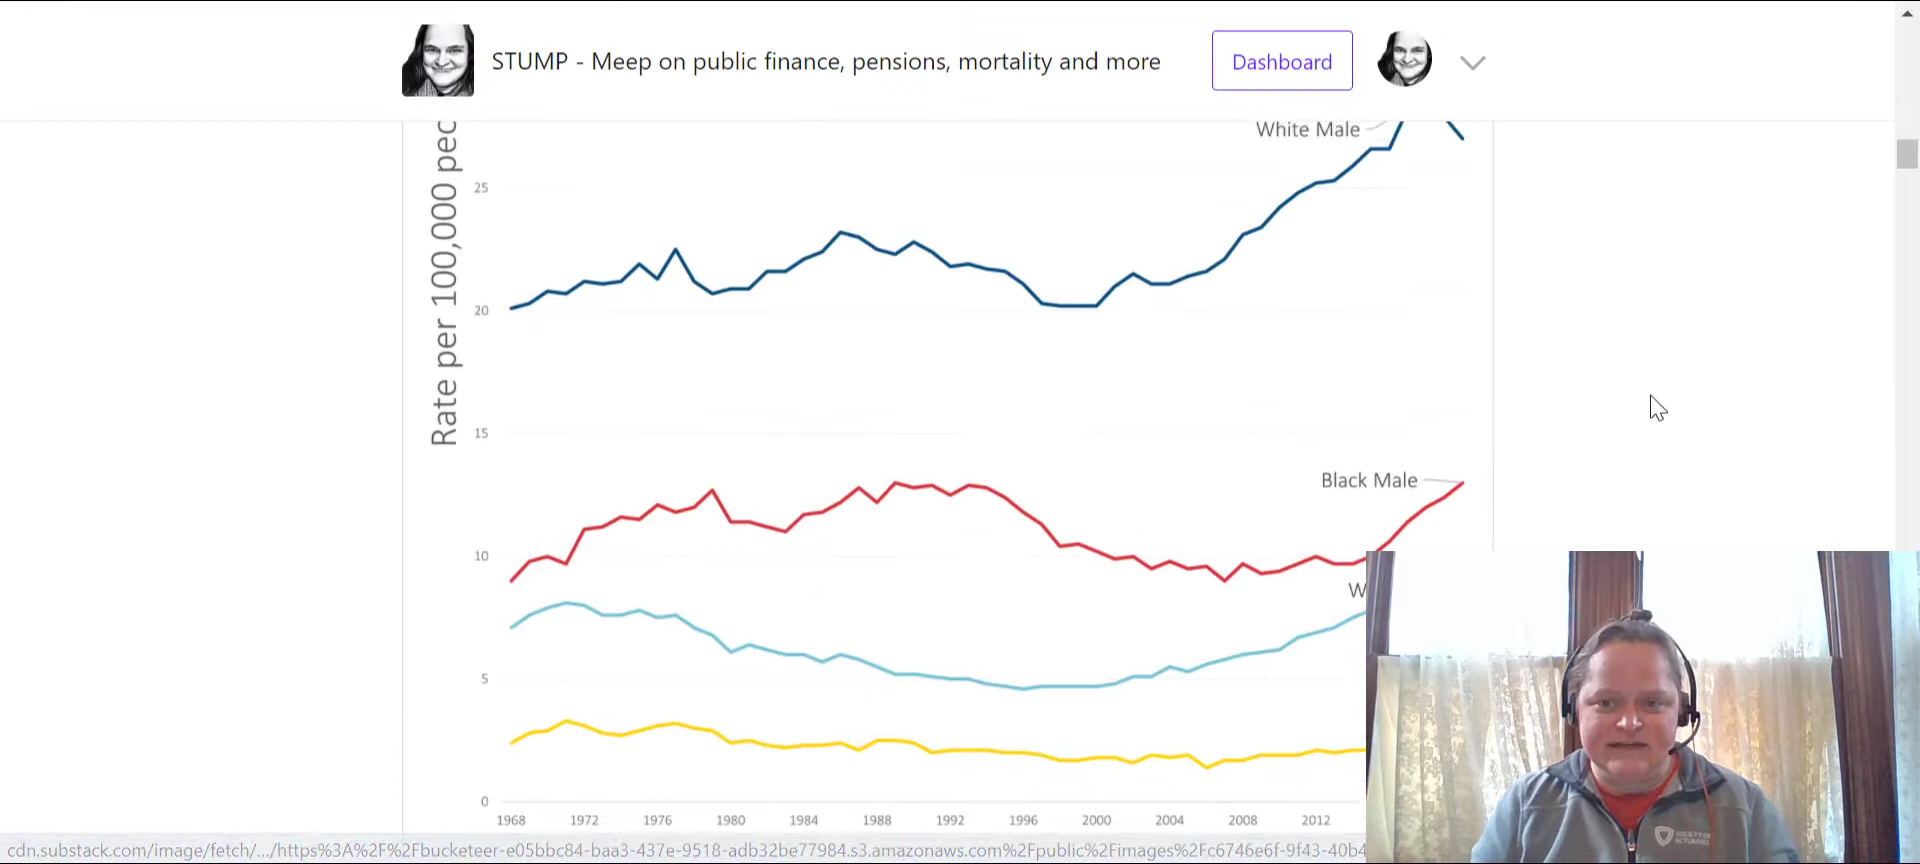 STUMP - Meep on public finance, pensions, mortality and more
Dashboard
Rate per 100,000
White Male
25
20
15
Black Male
10
W
5
0
1968 1972 1976 1980 1984 1988 1992 1996 2000 2004 2008 2012
SOCIETY OF
cdn.substack.com/image/fetch/.../https%3A%2F%2Fbucketeer-e05bbc84-baa3-437e-9518-adb32be77984.s3.amazonaws.com%2Fpublic%2Fimages%2Fc6746e6f-9f43-40b4